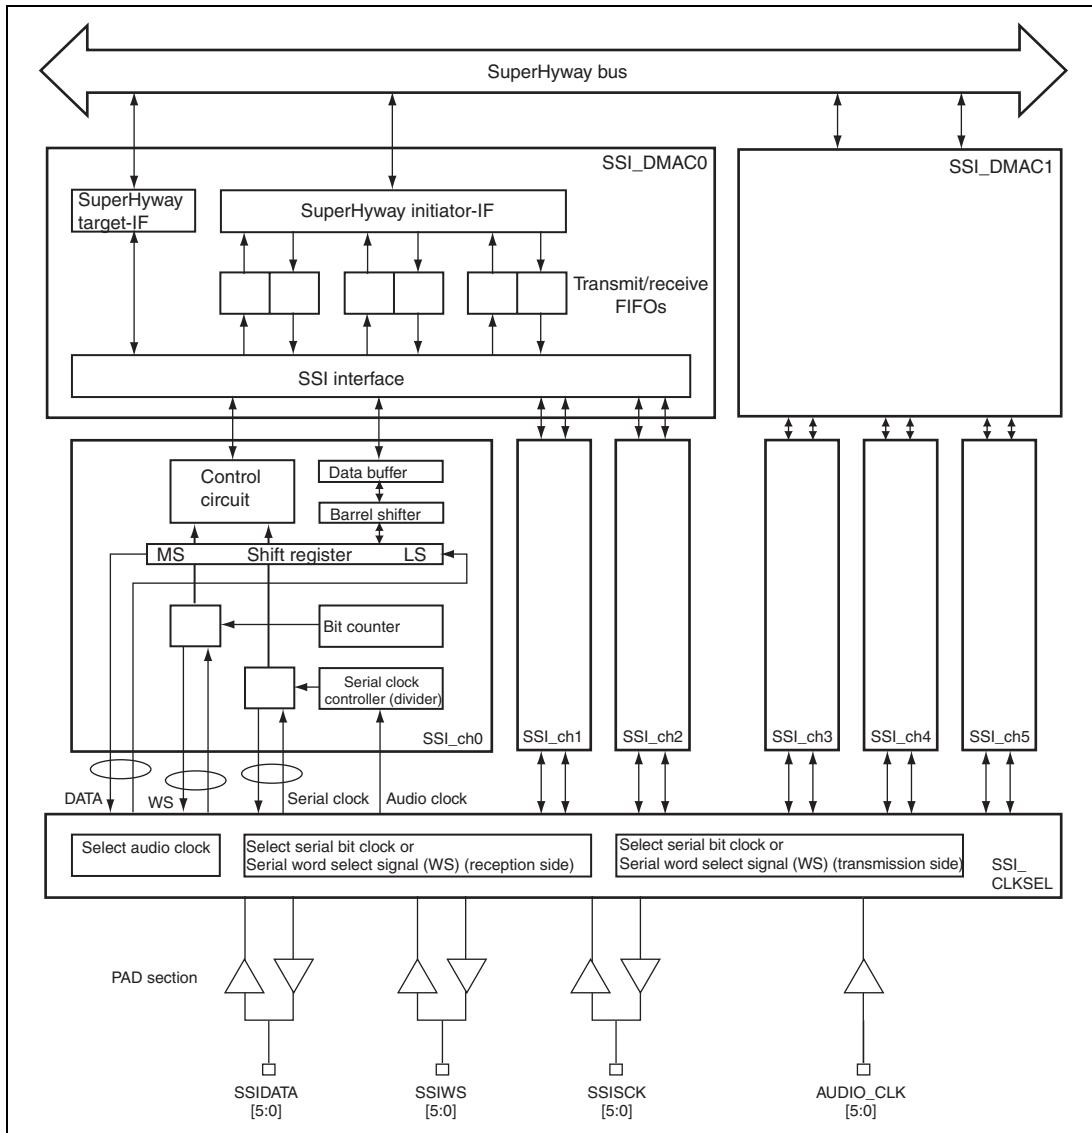 SuperHyway bus
SSI_DMAC0
SSI_DMAC1
SuperHyway
target-IF
SuperHyway initiator-IF
Transmit/receive
FIFOs
SSI interface
Control
circuit
Data buffer
Barrel shifter
MS
Shift register
LS
Bit counter
Serial clock
controller (divider)
SSI_ch0
SSI_ch1
SSI_ch2
SSI_ch3
SSI_ch4
SSI_ch5
DATA
WS
Serial clock
Audio clock
Select audio clock
Select serial bit clock or
Serial word select signal (WS) (reception side)
Select serial bit clock or
Serial word select signal (WS) (transmission side)
SSI_
CLKSEL
PAD section
SSIDATA
[5:0]
SSIWS
[5:0]
SSISCK
[5:0]
AUDIO_CLK
[5:0]